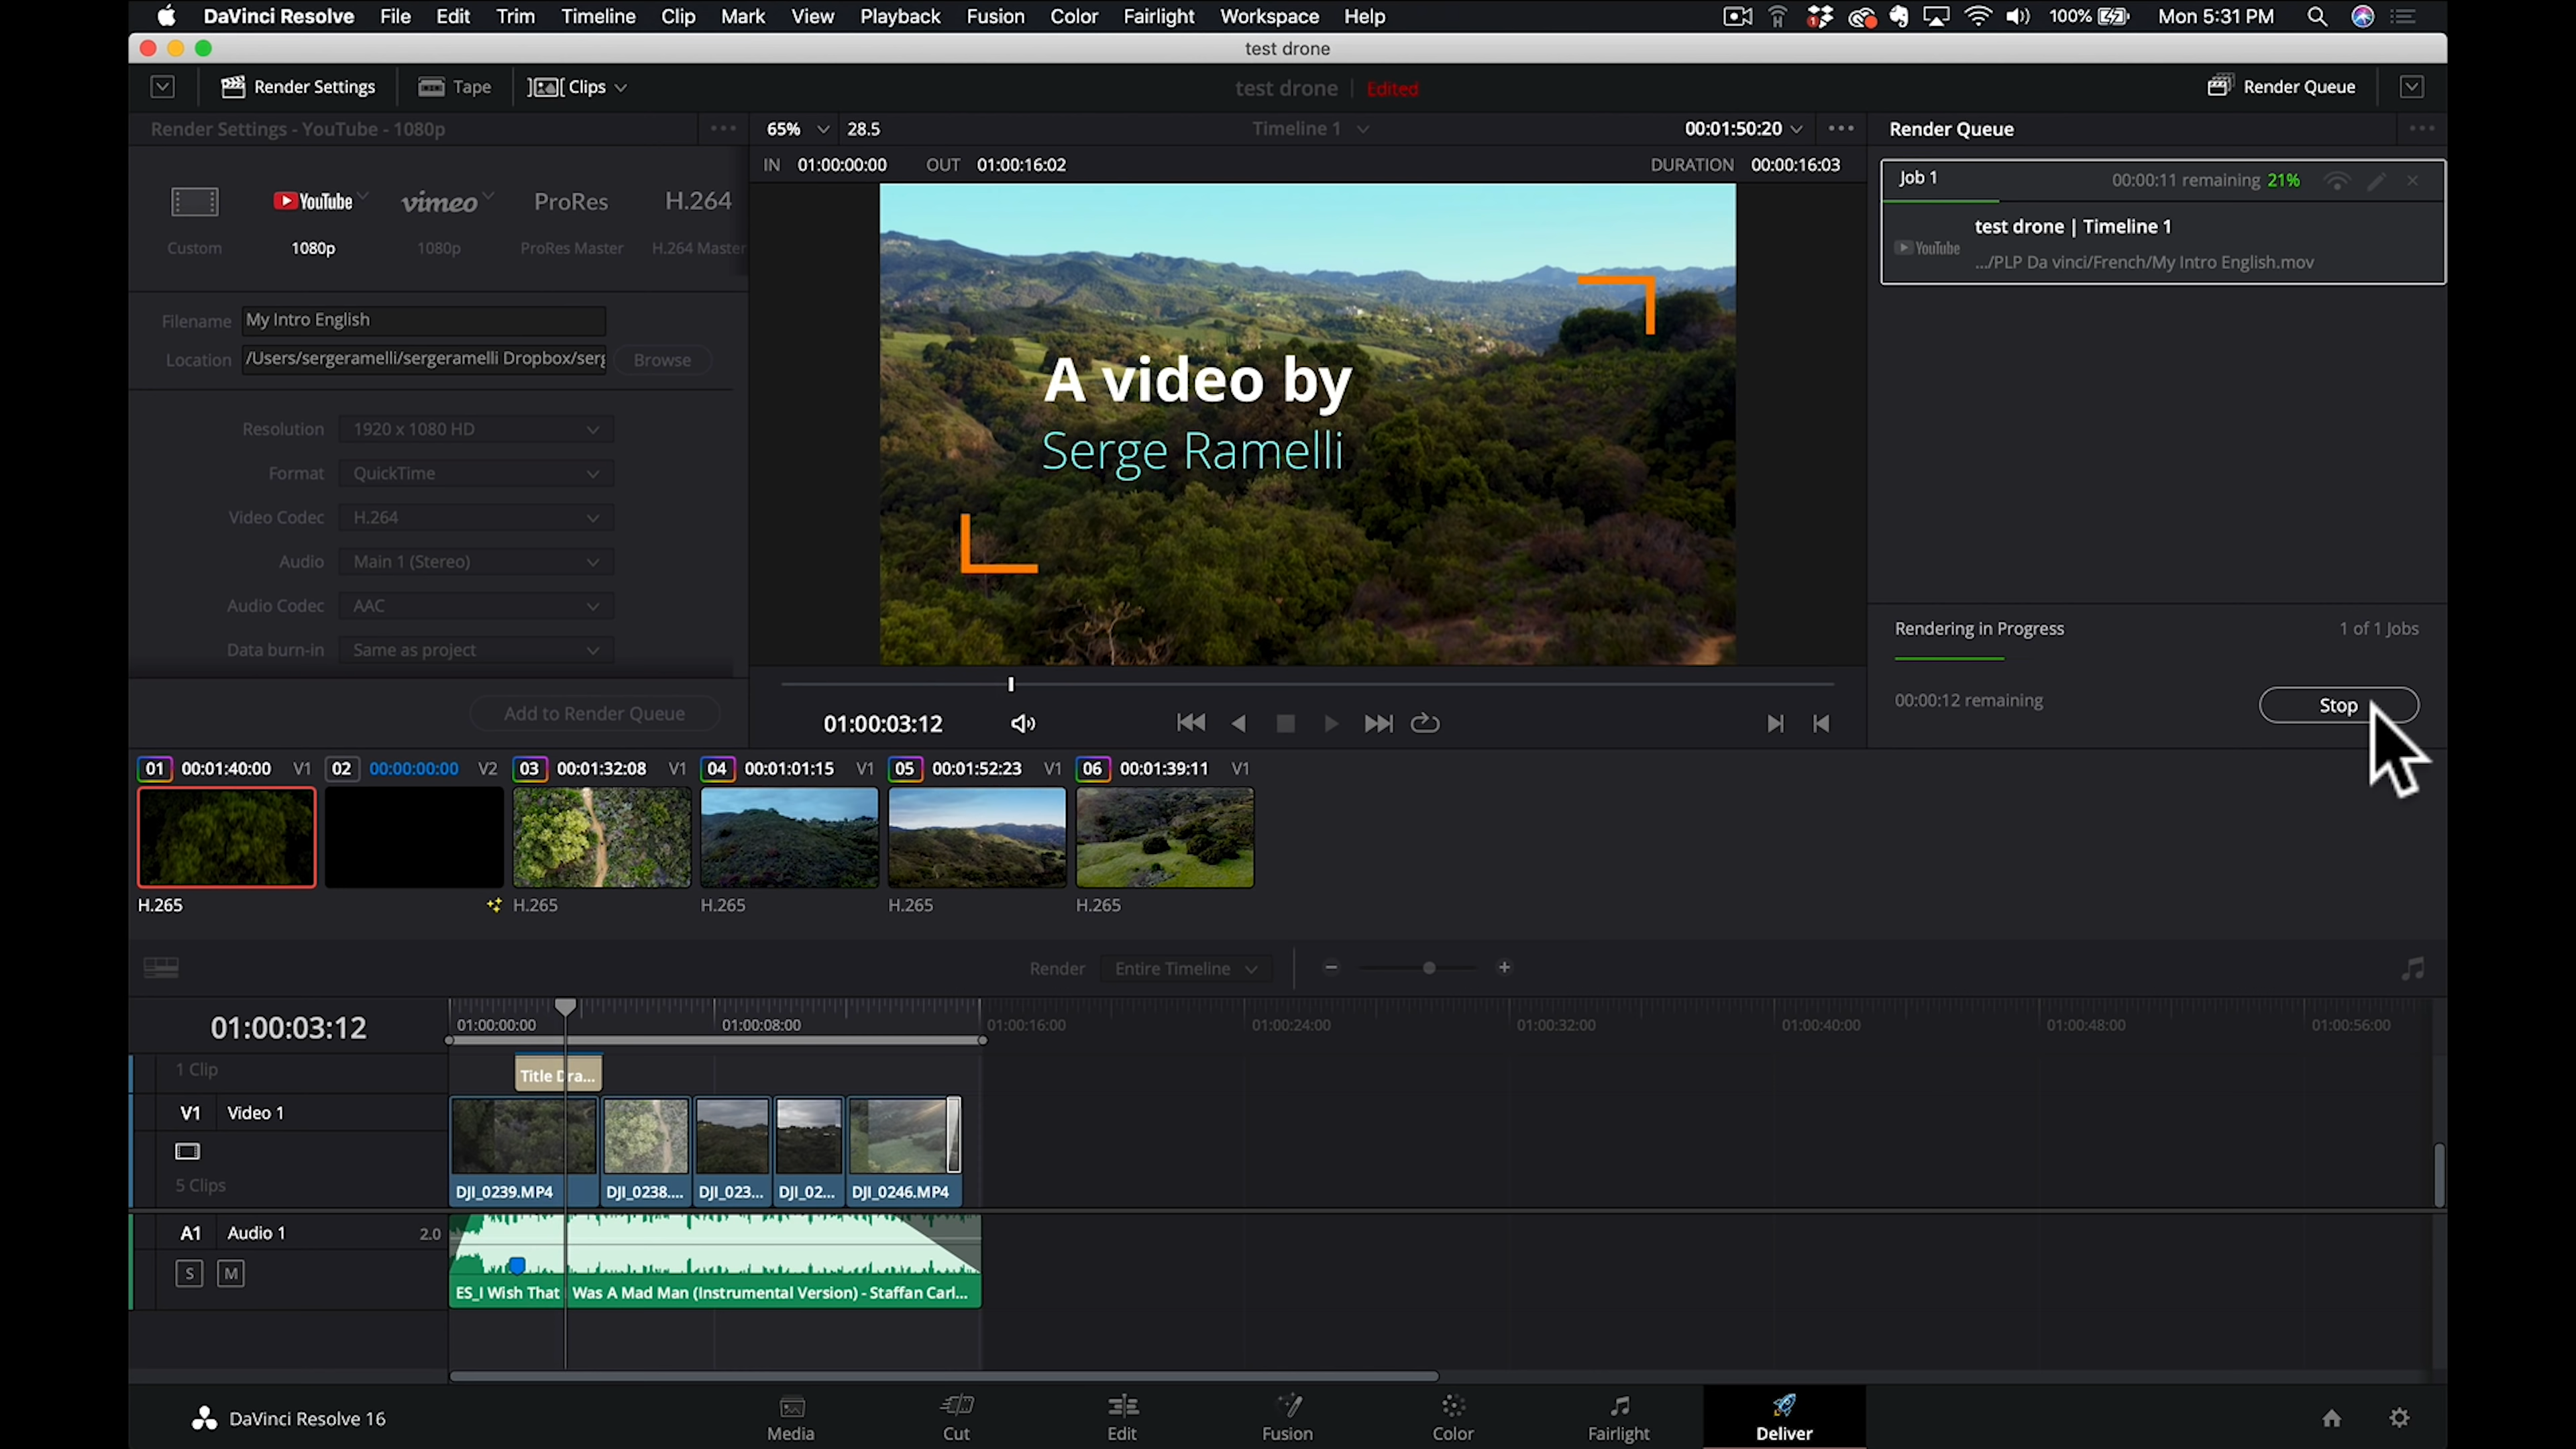 DaVinci Resolve File Edit Trim Timeline Clip Mark View Playback Fusion Color Fairlight Workspace Help 1 100% Mon 5:31 PM
test drone
Render Settings Tape Clips test drone Edited Render Queue
Render Settings - YouTube - 1080p ••• 65% 28.5 Timeline 1 00:01:50:20 ••• Render Queue •••
IN 01:00:00:00 OUT 01:00:16:02 DURATION 00:00:16:03
Job 1 00:00:11 remaining 21%
YouTube vimeo ProRes H.264
Custom 1080p 1080p ProRes Master H.264 Master
test drone | Timeline 1
YouTube .../PLP Da vinci/French/My Intro English.mov
Filename My Intro English
Location /Users/sergeramelli/sergeramelli Dropbox/serg Browse
Resolution 1920 x 1080 HD
Format QuickTime
Video Codec H.264
Audio Main 1 (Stereo)
Audio Codec AAC
Data burn-in Same as project
Add to Render Queue
A video by
Serge Ramelli
01:00:03:12
Rendering in Progress 1 of 1 Jobs
00:00:12 remaining Stop
01 00:01:40:00 V1 02 00:00:00:00 V2 03 00:01:32:08 V1 04 00:01:01:15 V1 05 00:01:52:23 V1 06 00:01:39:11 V1
H.265 H.265 H.265 H.265 H.265
Render Entire Timeline
01:00:03:12 01:00:00:00 01:00:08:00 01:00:16:00 01:00:24:00 01:00:32:00 01:00:40:00 01:00:48:00 01:00:56:00
1 Clip Title Dra...
V1 Video 1
5 Clips DJI_0239.MP4 DJI_0238.... DJI_023... DJI_02... DJI_0246.MP4
A1 Audio 1 2.0
S M
ES_I Wish That Was A Mad Man (Instrumental Version) - Staffan Carl...
DaVinci Resolve 16 Media Cut Edit Fusion Color Fairlight Deliver